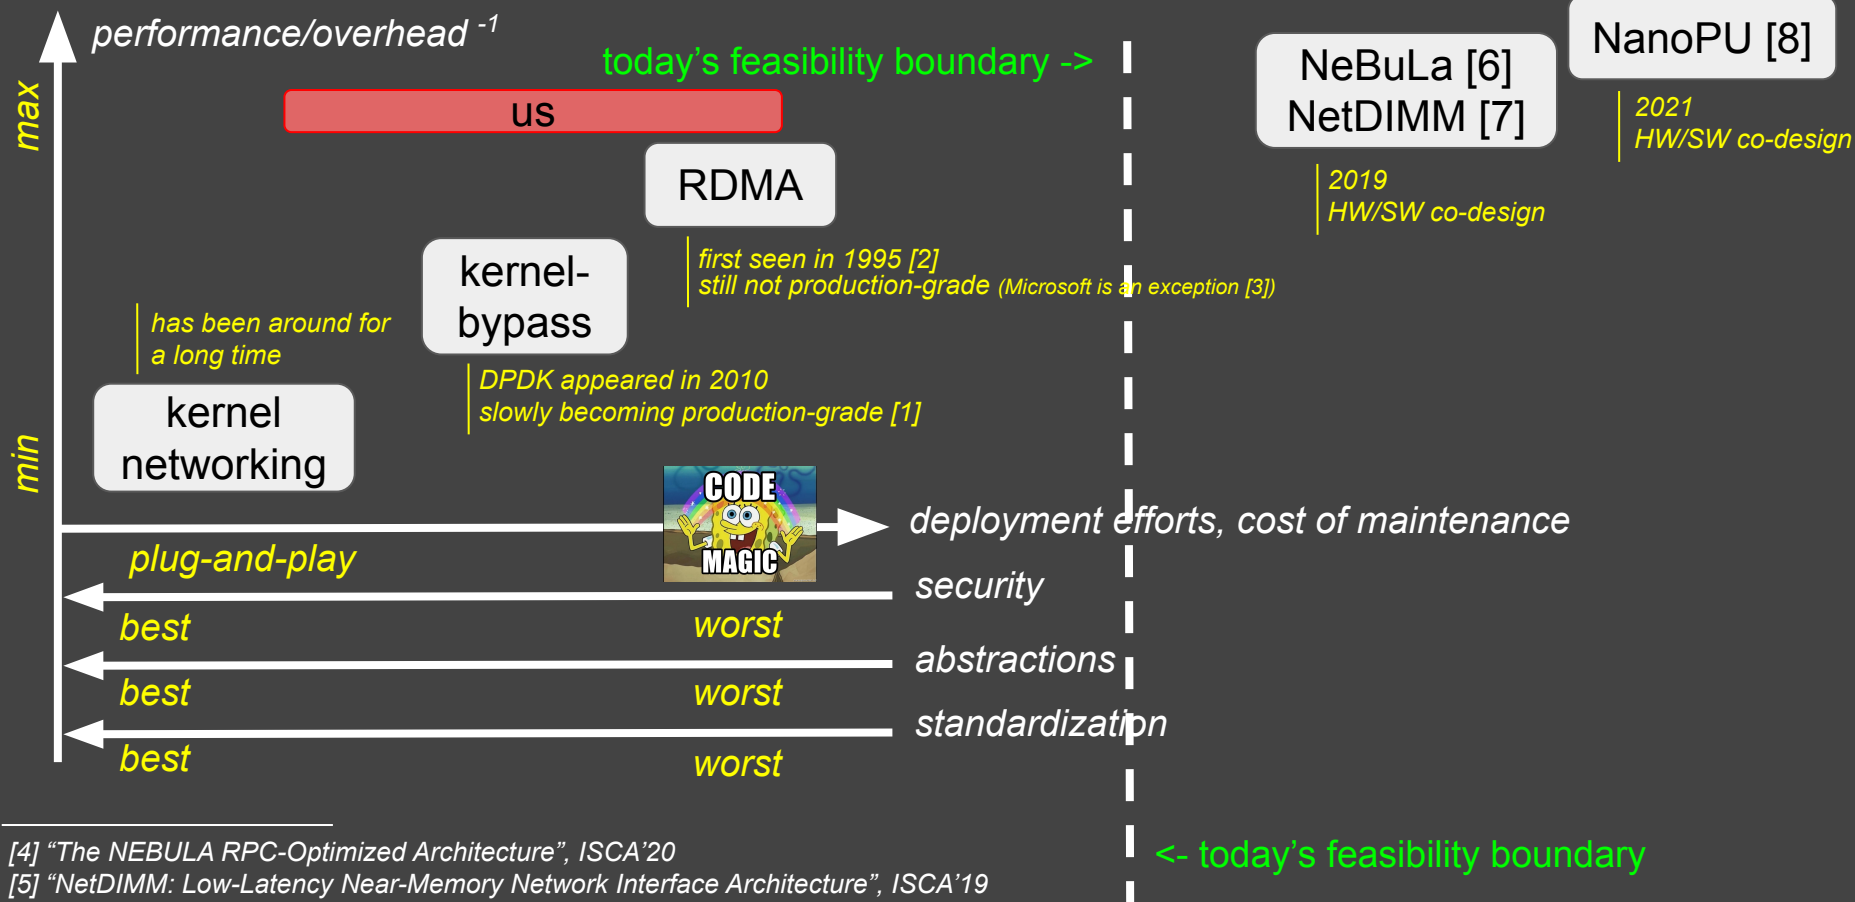 performance/overhead -1
today's feasibility boundary ->
NanoPU [8]
NeBuLa [6]
NetDIMM [7]
max
us
2021
HW/SW co-design
RDMA
2019
HW/SW co-design
kernel-
bypass
first seen in 1995 [2]
still not production-grade (Microsoft is an exception [3])
has been around for
a long time
DPDK appeared in 2010
slowly becoming production-grade [1]
kernel
networking
min
CODE
MAGIC
deployment efforts, cost of maintenance
plug-and-play
security
best
worst
abstractions
best
worst
standardization
best
worst
<- today's feasibility boundary
[4] “The NEBULA RPC-Optimized Architecture”, ISCA’20
[5] “NetDIMM: Low-Latency Near-Memory Network Interface Architecture”, ISCA’19